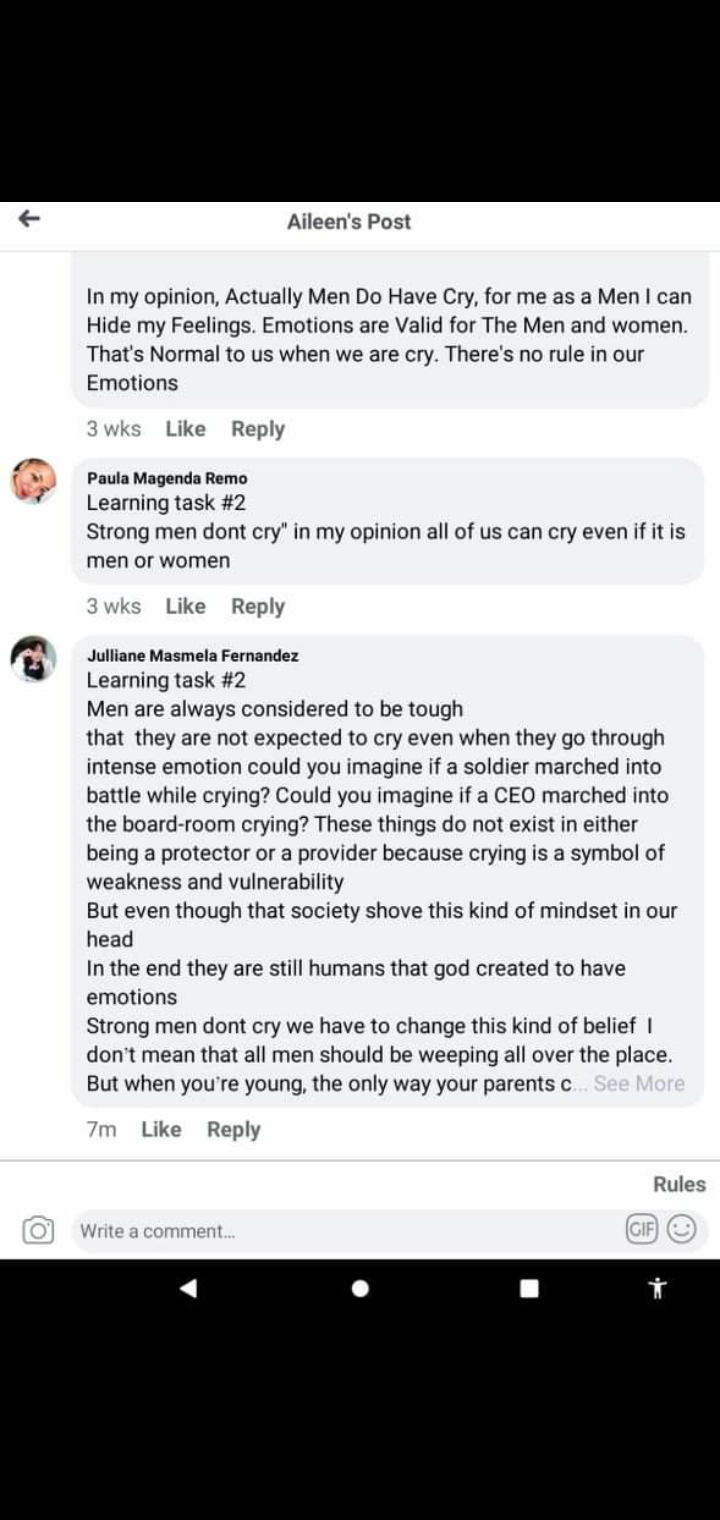 Aileen's Post
In my opinion, Actually Men Do Have Cry, for me as a Men I can
Hide my Feelings. Emotions are Valid for The Men and women.
That's Normal to us when we are cry. There's no rule in our
Emotions
3 wks Like Reply
Paula Magenda Remo
Learning task #2
Strong men dont cry" in my opinion all of us can cry even if it is
men or women
3 wks Like Reply
Julliane Masmela Fernandez
Learning task #2
Men are always considered to be tough
that they are not expected to cry even when they go through
intense emotion could you imagine if a soldier marched into
battle while crying? Could you imagine if a CEO marched into
the board-room crying? These things do not exist in either
being a protector or a provider because crying is a symbol of
weakness and vulnerability
But even though that society shove this kind of mindset in our
head
In the end they are still humans that god created to have
emotions
Strong men dont cry we have to change this kind of belief I
don't mean that all men should be weeping all over the place.
But when you're young, the only way your parents c... See More
7m Like Reply
Rules
Write a comment...
GIF